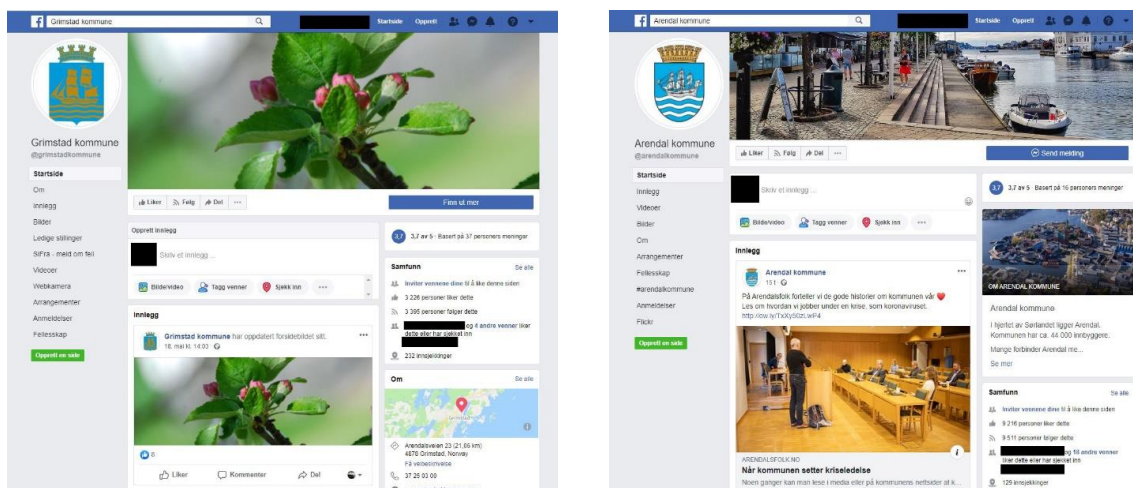 Grimstad kommune
Startside Opprett
Grimstad kommune
@grimstadkommune
Startside
Om
Innlegg
Bilder
Ledige stillinger
SiFra - meld om feil
Videoer
Webkamera
Arrangementer
Anmeldelser
Fellesskap
Opprett en side
Liker Følg Del ...
Finn ut mer
Opprett innlegg
Skriv et innlegg ...
Bilde/video Tagg venner Sjekk inn ...
Innlegg
Grimstad kommune har oppdatert forsidebildet sitt.
18. mai kl. 14:03
8
Liker Kommenter Del
3,7 3,7 av 5 · Basert på 37 personers meninger
Samfunn Se alle
Inviter vennene dine til å like denne siden
3 226 personer liker dette
3 395 personer følger dette
og 4 andre venner liker
dette eller har sjekket inn
232 innsjekkinger
Om Se alle
Arendalsveien 23 (21,06 km)
4878 Grimstad, Norway
Få veibeskrivelse
37 25 03 00
Arendal kommune
Startside Opprett
Arendal kommune
@arendalkommune
Startside
Innlegg
Videoer
Bilder
Om
Arrangementer
Fellesskap
#arendalkommune
Anmeldelser
Flickr
Opprett en side
Liker Følg Del ...
Send melding
Skriv et innlegg ...
Bilde/video Tagg venner Sjekk inn ...
Innlegg
Arendal kommune
15 t
På Arendalsfolk forteller vi de gode historier om kommunen vår
Les om hvordan vi jobber under en krise, som koronaviruset.
ARENDALSFOLK.NO
Når kommunen setter kriseledelse
Noen ganger kan man lese i media eller på kommunens nettsider at k...
3,7 3,7 av 5 · Basert på 16 personers meninger
OM ARENDAL KOMMUNE
Arendal kommune
I hjertet av Sørlandet ligger Arendal.
Kommunen har ca. 44 000 innbyggere.
Mange forbinder Arendal me...
Se mer
Samfunn Se alle
Inviter vennene dine til å like denne siden
9 216 personer liker dette
9 511 personer følger dette
og 18 andre venner
liker dette eller har sjekket inn
129 innsjekkinger